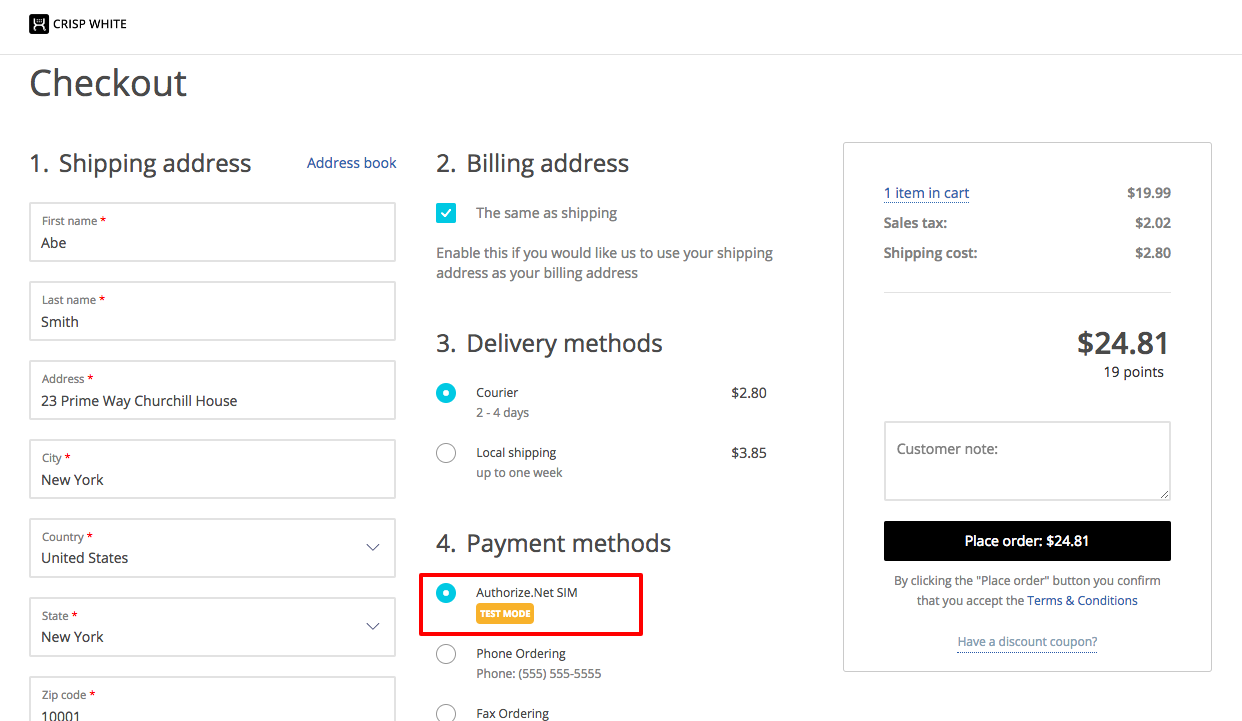 CRISP WHITE
Checkout
1. Shipping address
Address book
First name *
Abe
Last name *
Smith
Address *
23 Prime Way Churchill House
City *
New York
Country *
United States
State *
New York
Zip code *
10001
2. Billing address
The same as shipping
Enable this if you would like us to use your shipping
address as your billing address
3. Delivery methods
Courier $2.80
2 - 4 days
Local shipping $3.85
up to one week
4. Payment methods
Authorize.Net SIM
TEST MODE
Phone Ordering
Phone: (555) 555-5555
Fax Ordering
1 item in cart $19.99
Sales tax: $2.02
Shipping cost: $2.80
$24.81
19 points
Customer note:
Place order: $24.81
By clicking the "Place order" button you confirm
that you accept the Terms & Conditions
Have a discount coupon?